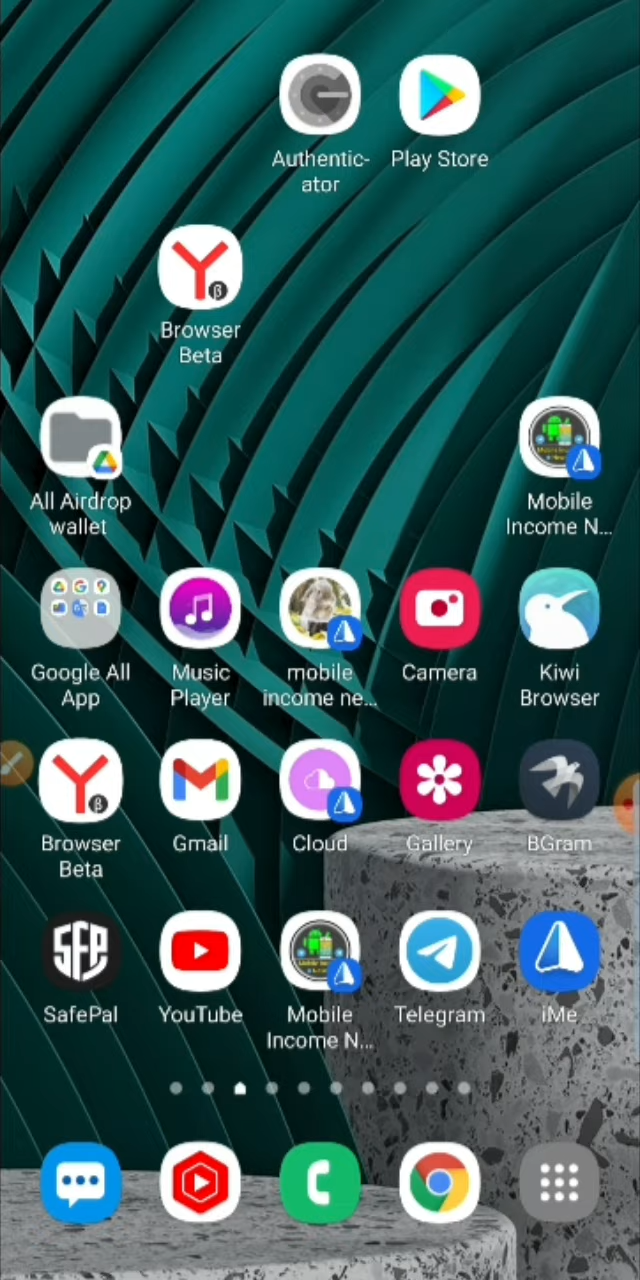 Authentic-
ator
Play Store
β
Browser
Beta
All Airdrop
wallet
Mobile
Income N...
Google All
App
Music
Player
mobile
income ne...
Camera
Kiwi
Browser
β
Browser
Beta
Gmail
Cloud
Gallery
BGram
SFP
SafePal
YouTube
Mobile
Income N...
Telegram
iMe